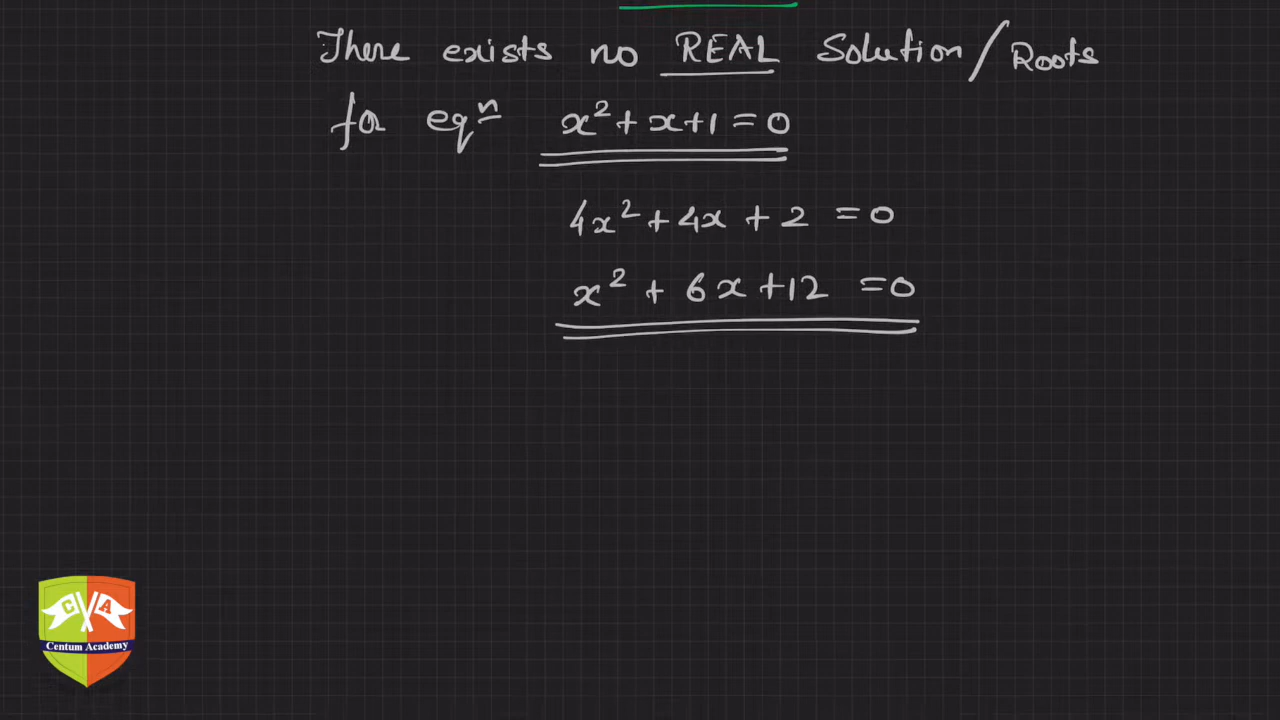 There exists no REAL Solution/Roots
for eqⁿ x² + x + 1 = 0
4x² + 4x + 2 = 0
x² + 6x + 12 = 0
C A
Centum Academy